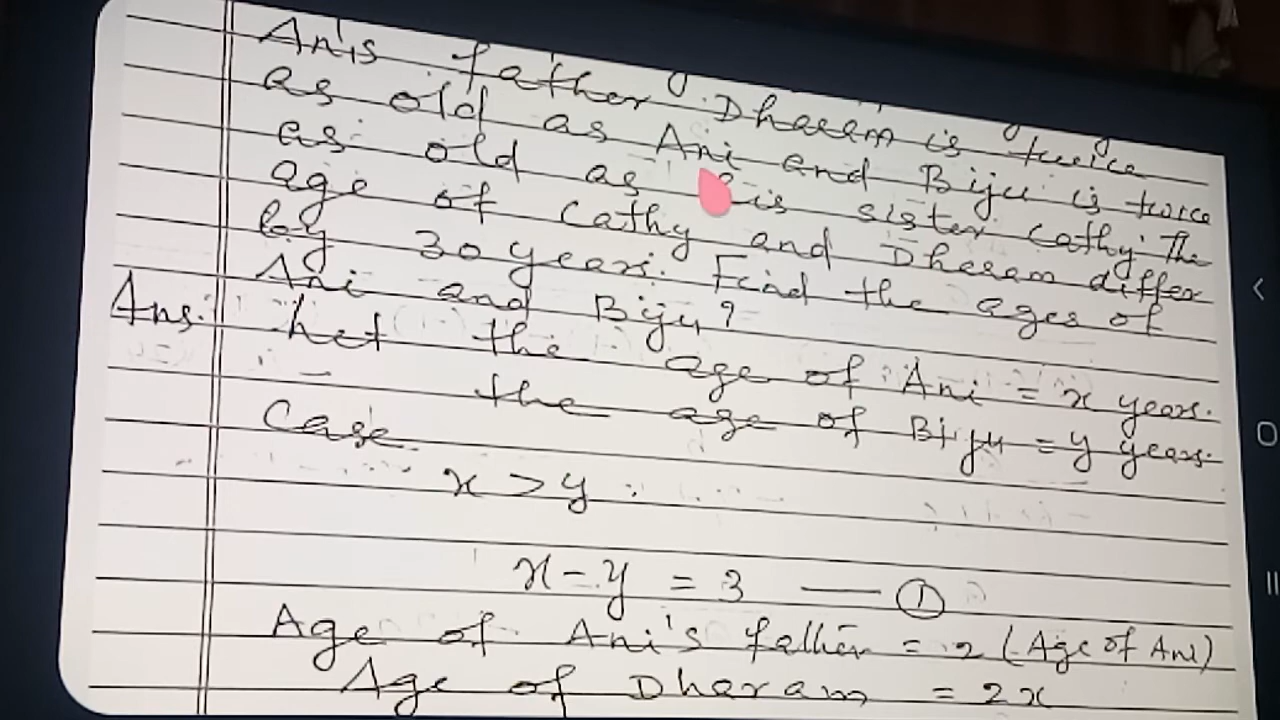 Ani's father Dharam is twice
as old as Ani and Biju is twice
as old as his sister Cathy. The
age of Cathy and Dharam differ
by 30 years. Find the ages of
Ani and Biju?
Ans: Let the age of Ani = x years.
the age of Biju = y years.
Case
x > y
x - y = 3 — ①
Age of Ani's father = 2 (Age of Ani)
Age of Dharam = 2x